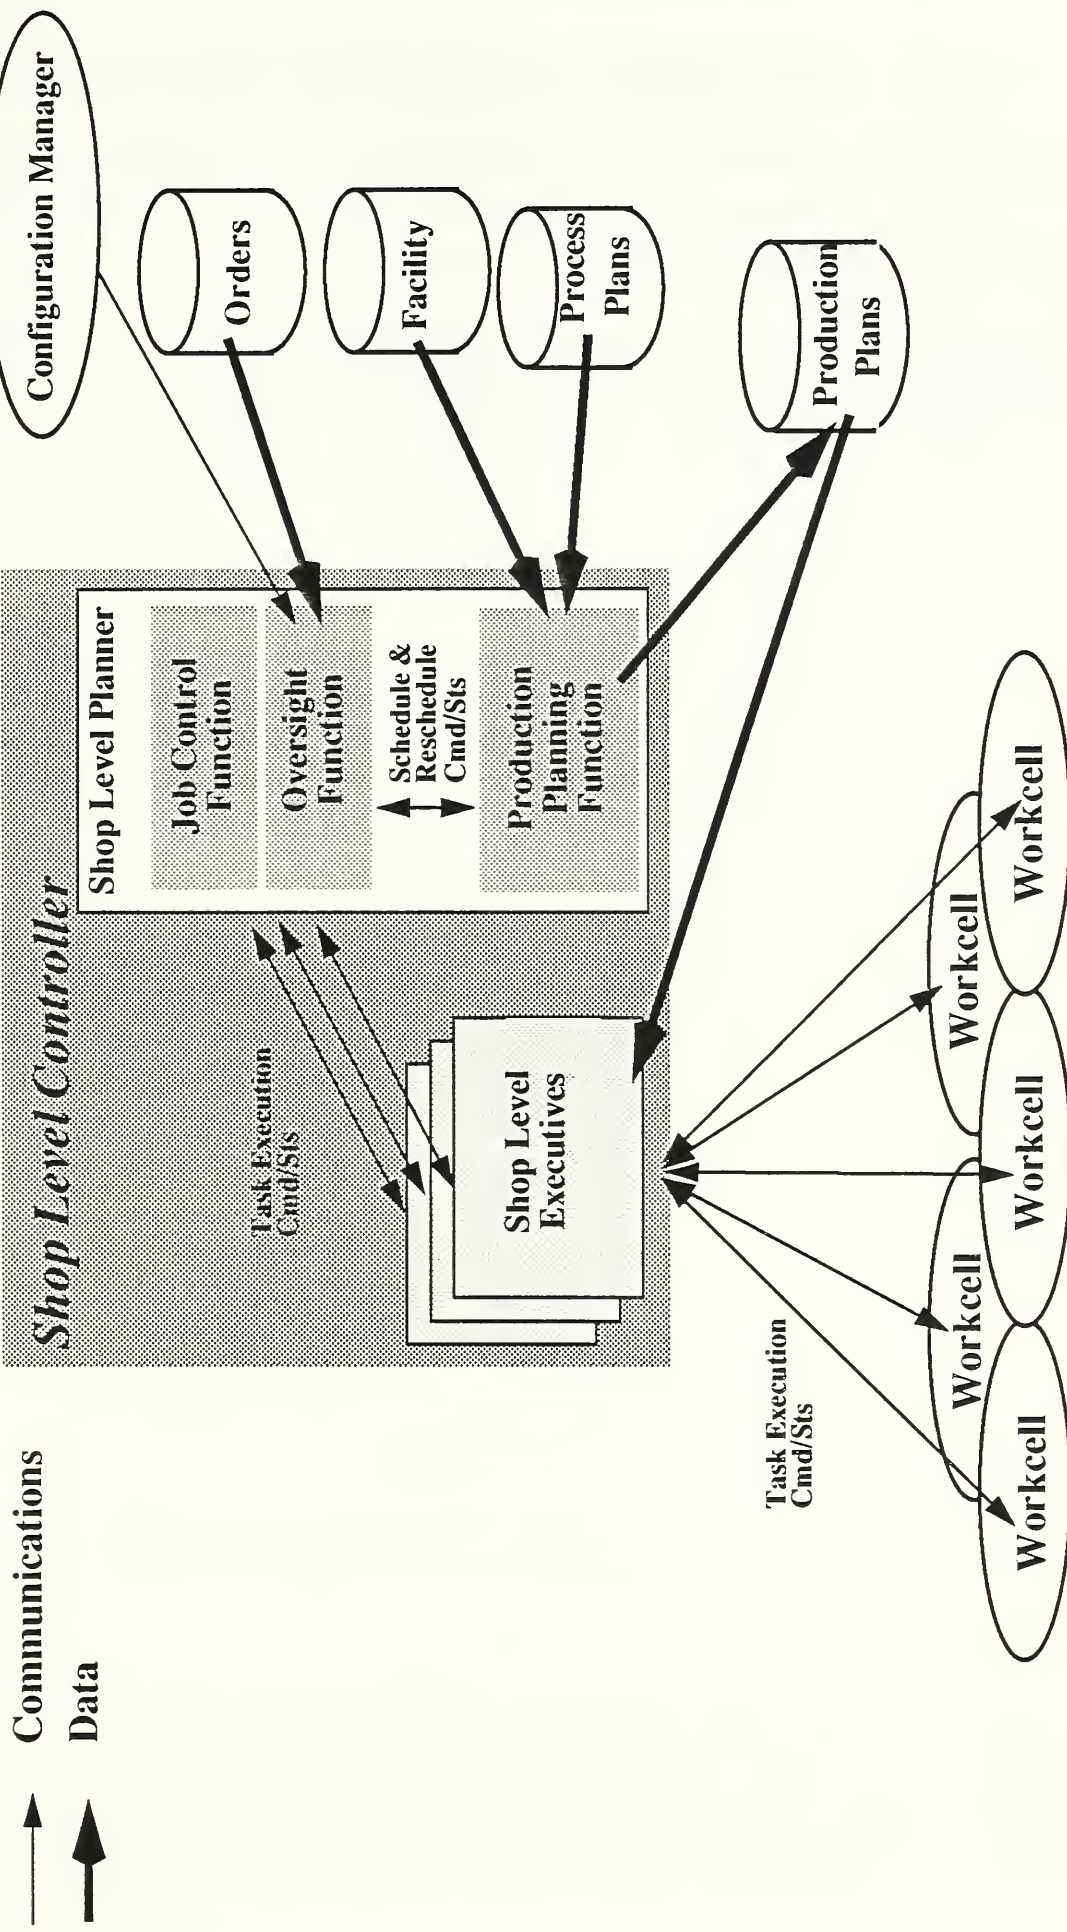 Communications
Data
Shop Level Controller
Configuration Manager
Shop Level Planner
Job Control
Function
Oversight
Function
Schedule &
Reschedule
Cmd/Sts
Production
Planning
Function
Orders
Facility
Process
Plans
Production
Plans
Task Execution
Cmd/Sts
Shop Level
Executives
Task Execution
Cmd/Sts
Workcell
Workcell
Workcell
Workcell
Workcell